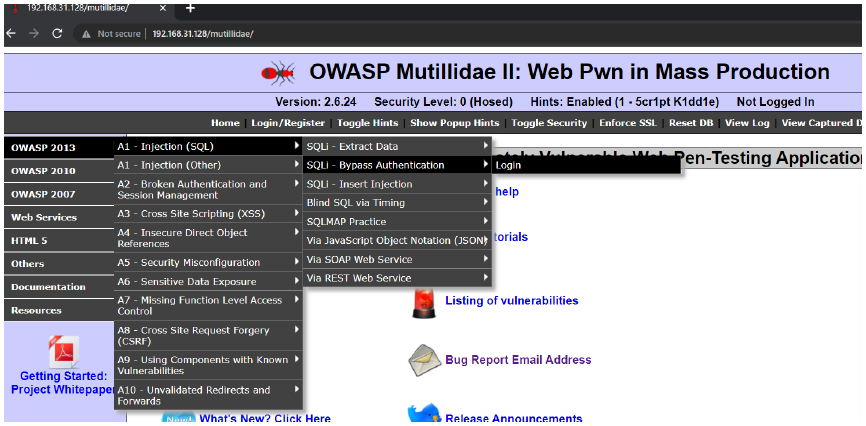 192.168.31.128/mutillidae/
Not secure | 192.168.31.128/mutillidae/
OWASP Mutillidae II: Web Pwn in Mass Production
Version: 2.6.24 Security Level: 0 (Hosed) Hints: Enabled (1 - 5cr1pt K1dd1e) Not Logged In
Home | Login/Register | Toggle Hints | Show Popup Hints | Toggle Security | Enforce SSL | Reset DB | View Log | View Captured D
OWASP 2013
OWASP 2010
OWASP 2007
Web Services
HTML 5
Others
Documentation
Resources
Getting Started:
Project Whitepaper
A1 - Injection (SQL)
A1 - Injection (Other)
A2 - Broken Authentication and
Session Management
A3 - Cross Site Scripting (XSS)
A4 - Insecure Direct Object
References
A5 - Security Misconfiguration
A6 - Sensitive Data Exposure
A7 - Missing Function Level Access
Control
A8 - Cross Site Request Forgery
(CSRF)
A9 - Using Components with Known
Vulnerabilities
A10 - Unvalidated Redirects and
Forwards
SQLi - Extract Data
SQLi - Bypass Authentication
SQLi - Insert Injection
Blind SQL via Timing
SQLMAP Practice
Via JavaScript Object Notation (JSON)
Via SOAP Web Service
Via REST Web Service
Login
Vulnerable Web Pen-Testing Application
help
torials
Listing of vulnerabilities
Bug Report Email Address
What's New? Click Here
Release Announcements